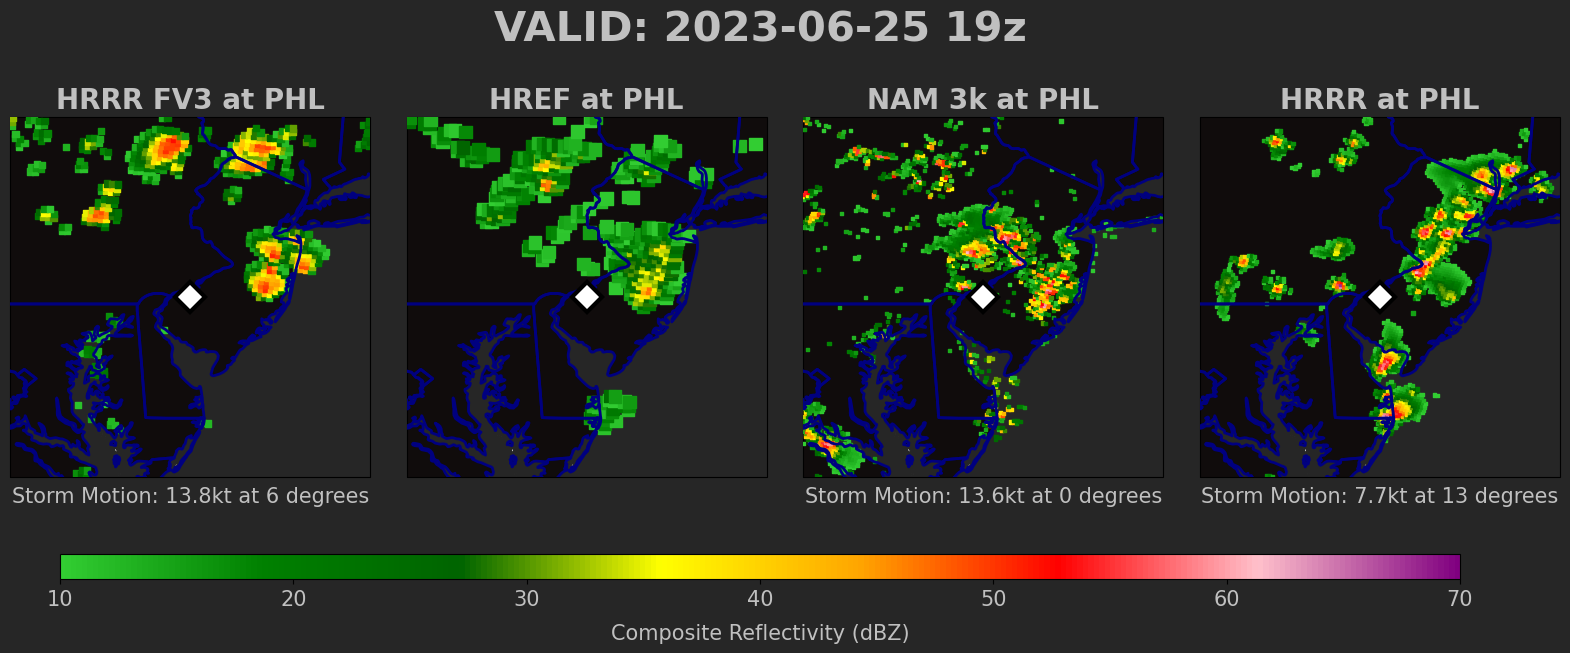 VALID: 2023-06-25 19z
HRRR FV3 at PHL
HREF at PHL
NAM 3k at PHL
HRRR at PHL
Storm Motion: 13.8kt at 6 degrees
Storm Motion: 13.6kt at 0 degrees
Storm Motion: 7.7kt at 13 degrees
10 20 30 40 50 60 70
Composite Reflectivity (dBZ)